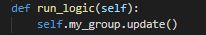 def run_logic(self):
    self.my_group.update()